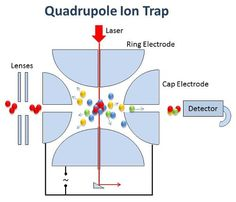 Quadrupole Ion Trap
Laser
Ring Electrode
Lenses
Cap Electrode
Detector
~